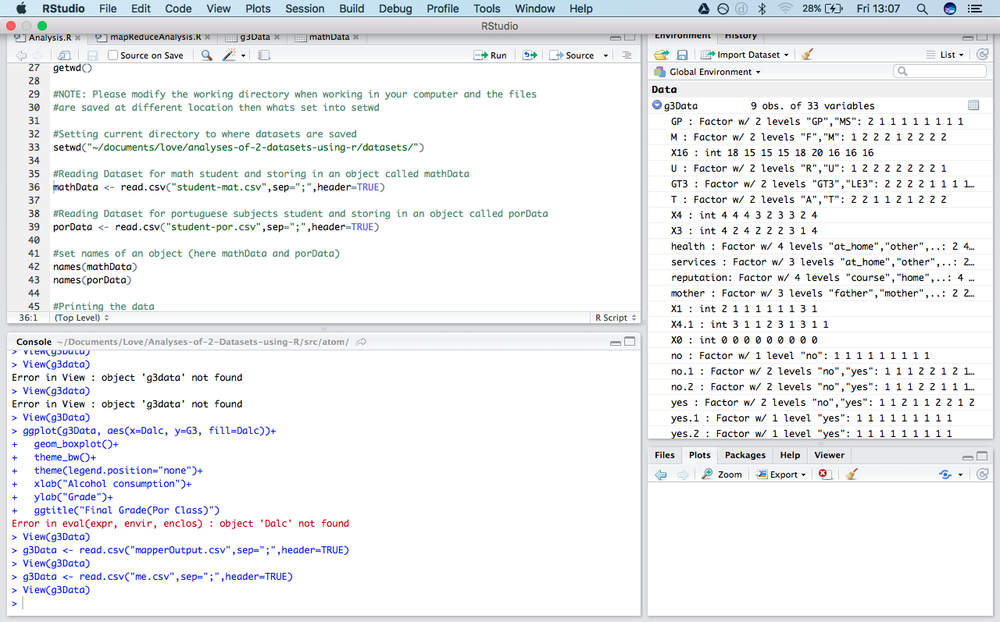 RStudio File Edit Code View Plots Session Build Debug Profile Tools Window Help 28% Fri 13:07
RStudio
Analysis.R mapReduceAnalysis.R g3Data mathData
Source on Save Run Source
27 getwd()
28
29 #NOTE: Please modify the working directory when working in your computer and the files
30 #are saved at different location then whats set into setwd
31
32 #Setting current directory to where datasets are saved
33 setwd("~/documents/love/analyses-of-2-datasets-using-r/datasets/")
34
35 #Reading Dataset for math student and storing in an object called mathData
36 mathData <- read.csv("student-mat.csv",sep=";",header=TRUE)
37
38 #Reading Dataset for portuguese subjects student and storing in an object called porData
39 porData <- read.csv("student-por.csv",sep=";",header=TRUE)
40
41 #set names of an object (here mathData and porData)
42 names(mathData)
43 names(porData)
44
45 #Printing the data
36:1 (Top Level) R Script
Console ~/Documents/Love/Analyses-of-2-Datasets-using-R/src/atom/
> View(g3Data)
> View(g3data)
Error in View : object 'g3data' not found
> View(g3data)
Error in View : object 'g3data' not found
> View(g3Data)
> ggplot(g3Data, aes(x=Dalc, y=G3, fill=Dalc))+
+   geom_boxplot()+
+   theme_bw()+
+   theme(legend.position="none")+
+   xlab("Alcohol consumption")+
+   ylab("Grade")+
+   ggtitle("Final Grade(Por Class)")
Error in eval(expr, envir, enclos) : object 'Dalc' not found
> View(g3Data)
> g3Data <- read.csv("mapperOutput.csv",sep=";",header=TRUE)
> View(g3Data)
> g3Data <- read.csv("me.csv",sep=";",header=TRUE)
> View(g3Data)
>
Environment History
Import Dataset List
Global Environment
Data
g3Data 9 obs. of 33 variables
GP : Factor w/ 2 levels "GP","MS": 2 1 1 1 1 1 1 1 1
M : Factor w/ 2 levels "F","M": 1 2 2 2 1 2 2 2 2
X16 : int 18 15 15 15 18 20 16 16 16
U : Factor w/ 2 levels "R","U": 1 2 2 2 2 2 2 2 1
GT3 : Factor w/ 2 levels "GT3","LE3": 2 2 2 2 1 1 1 1…
T : Factor w/ 2 levels "A","T": 2 2 1 1 2 1 2 2 2
X4 : int 4 4 4 3 2 3 3 2 4
X3 : int 4 2 4 2 2 2 3 1 4
health : Factor w/ 4 levels "at_home","other",..: 2 4…
services : Factor w/ 3 levels "at_home","other",..: 2…
reputation: Factor w/ 4 levels "course","home",..: 4 …
mother : Factor w/ 3 levels "father","mother",..: 2 2…
X1 : int 2 1 1 1 1 1 1 3 1
X4.1 : int 3 1 1 2 3 1 3 1 1
X0 : int 0 0 0 0 0 0 0 0 0
no : Factor w/ 1 level "no": 1 1 1 1 1 1 1 1 1
no.1 : Factor w/ 2 levels "no","yes": 1 1 1 2 2 1 2 1…
no.2 : Factor w/ 2 levels "no","yes": 1 1 1 2 2 1 1 1…
yes : Factor w/ 2 levels "no","yes": 1 1 2 1 1 2 2 1 2
yes.1 : Factor w/ 1 level "yes": 1 1 1 1 1 1 1 1 1
yes.2 : Factor w/ 1 level "yes": 1 1 1 1 1 1 1 1 1
Files Plots Packages Help Viewer
Zoom Export